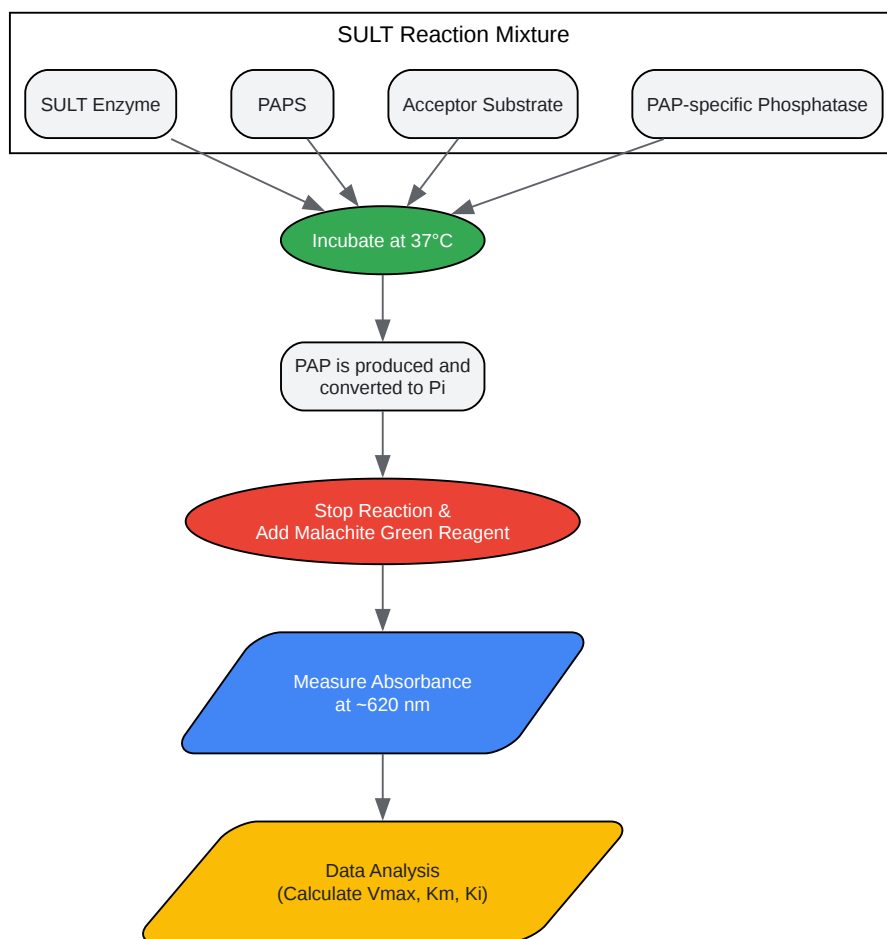 SULT Reaction Mixture
SULT Enzyme
PAPS
Acceptor Substrate
PAP-specific Phosphatase
Incubate at 37°C
PAP is produced and
converted to Pi
Stop Reaction &
Add Malachite Green Reagent
Measure Absorbance
at ~620 nm
Data Analysis
(Calculate Vmax, Km, Ki)